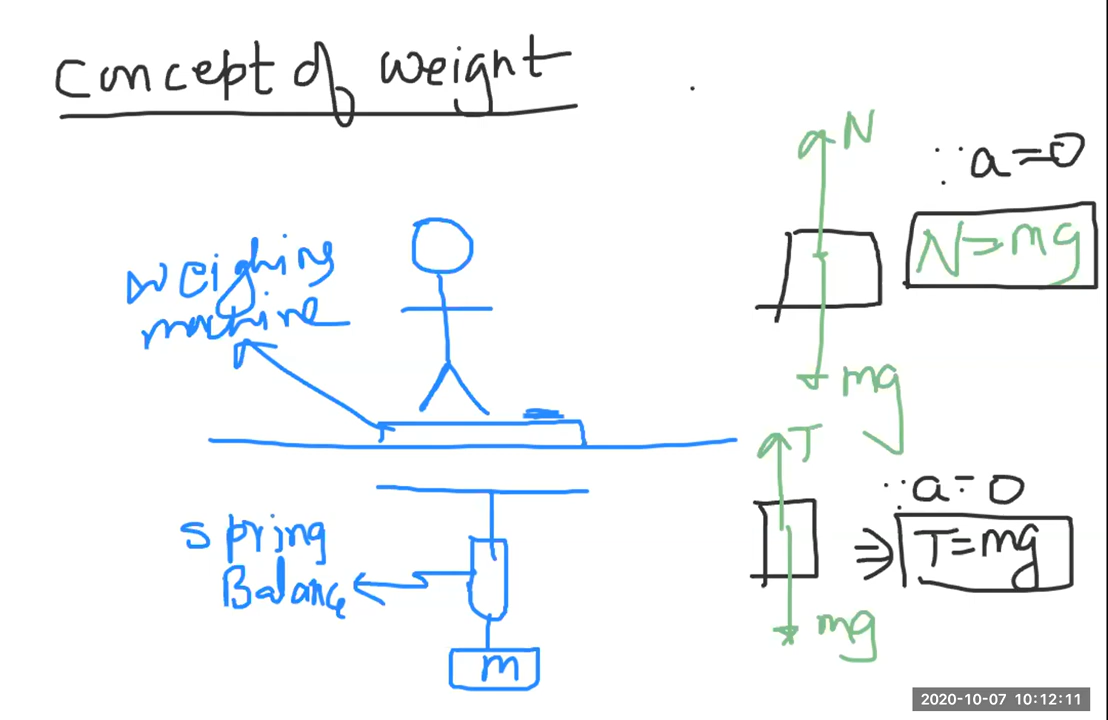 concept of weight
N
∵ a=0
N=mg
weighing
machine
mg
T
∵ a=0
⇒ T=mg
spring
Balance
mg
m
2020-10-07 10:12:11